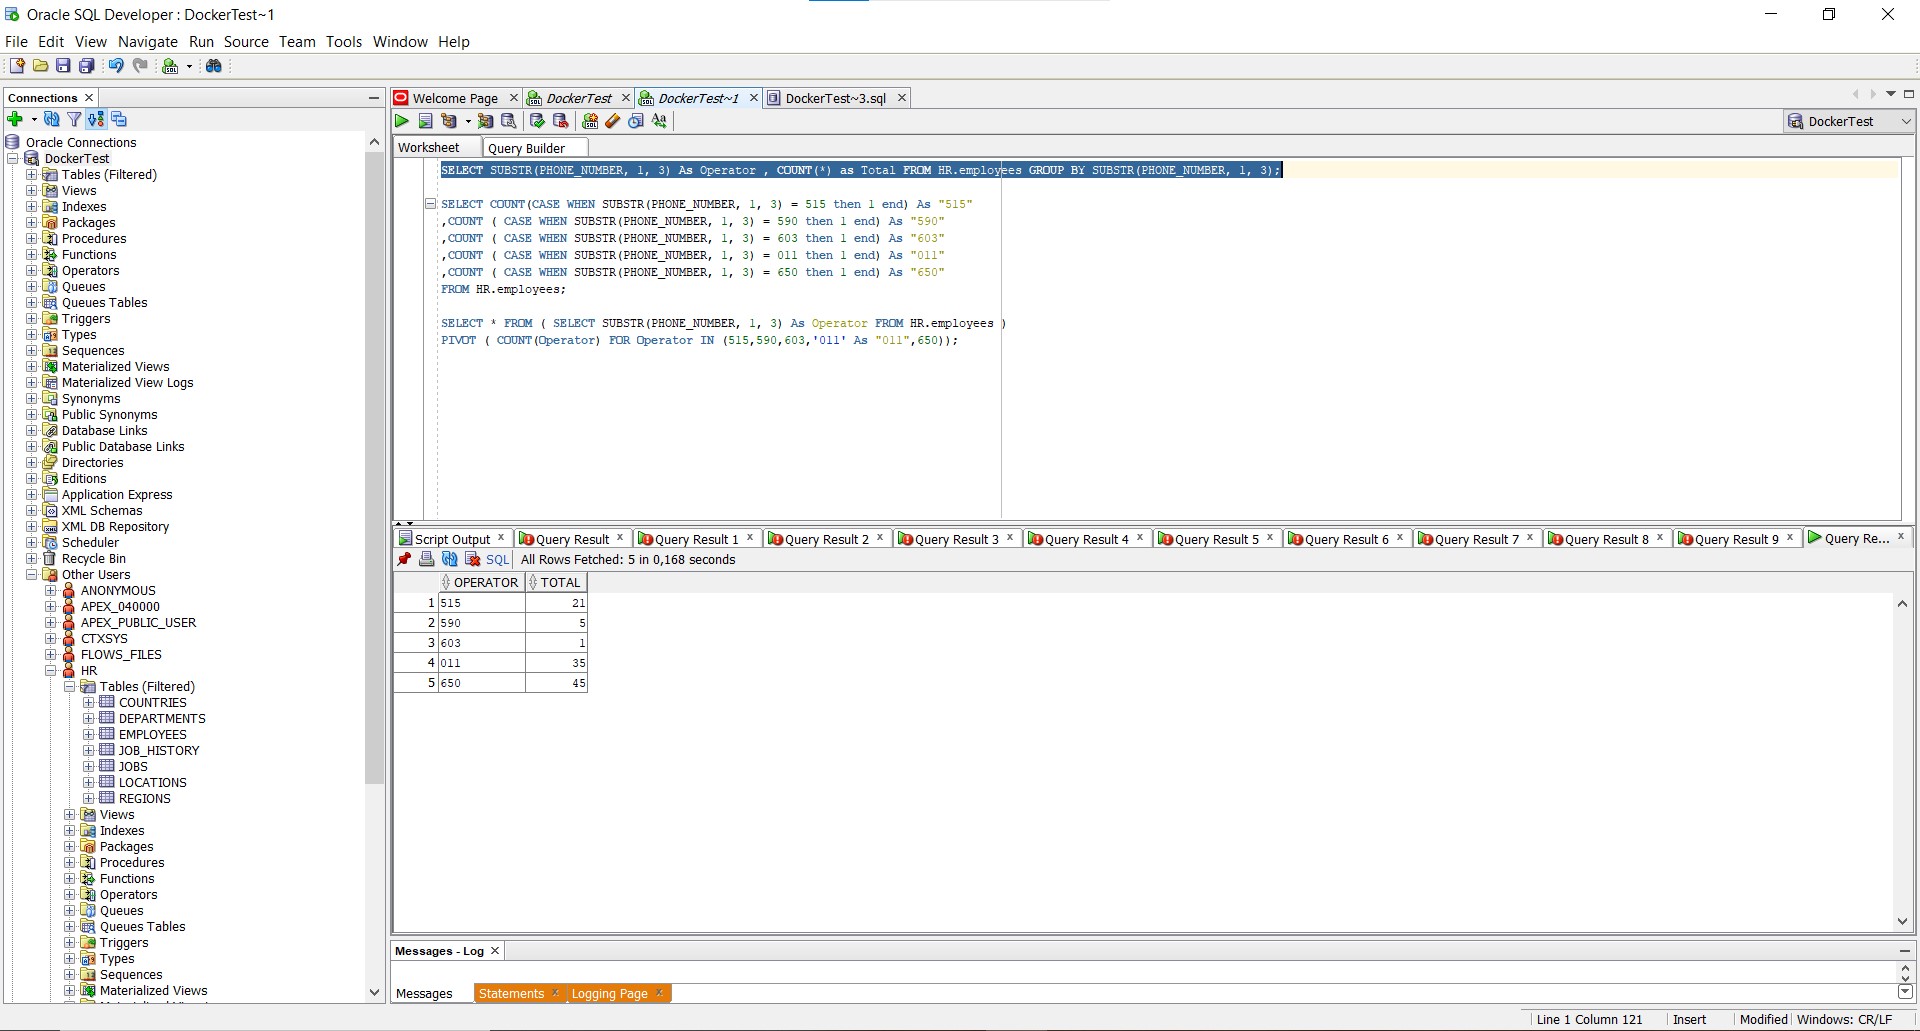 Oracle SQL Developer : DockerTest~1
File Edit View Navigate Run Source Team Tools Window Help
Connections
Oracle Connections
DockerTest
Tables (Filtered)
Views
Indexes
Packages
Procedures
Functions
Operators
Queues
Queues Tables
Triggers
Types
Sequences
Materialized Views
Materialized View Logs
Synonyms
Public Synonyms
Database Links
Public Database Links
Directories
Editions
Application Express
XML Schemas
XML DB Repository
Scheduler
Recycle Bin
Other Users
ANONYMOUS
APEX_040000
APEX_PUBLIC_USER
CTXSYS
FLOWS_FILES
HR
Tables (Filtered)
COUNTRIES
DEPARTMENTS
EMPLOYEES
JOB_HISTORY
JOBS
LOCATIONS
REGIONS
Views
Indexes
Packages
Procedures
Functions
Operators
Queues
Queues Tables
Triggers
Types
Sequences
Materialized Views
Welcome Page DockerTest DockerTest~1 DockerTest~3.sql
DockerTest
Worksheet Query Builder
SELECT SUBSTR(PHONE_NUMBER, 1, 3) As Operator , COUNT(*) as Total FROM HR.employees GROUP BY SUBSTR(PHONE_NUMBER, 1, 3);
SELECT COUNT(CASE WHEN SUBSTR(PHONE_NUMBER, 1, 3) = 515 then 1 end) As "515"
,COUNT ( CASE WHEN SUBSTR(PHONE_NUMBER, 1, 3) = 590 then 1 end) As "590"
,COUNT ( CASE WHEN SUBSTR(PHONE_NUMBER, 1, 3) = 603 then 1 end) As "603"
,COUNT ( CASE WHEN SUBSTR(PHONE_NUMBER, 1, 3) = 011 then 1 end) As "011"
,COUNT ( CASE WHEN SUBSTR(PHONE_NUMBER, 1, 3) = 650 then 1 end) As "650"
FROM HR.employees;
SELECT * FROM ( SELECT SUBSTR(PHONE_NUMBER, 1, 3) As Operator FROM HR.employees )
PIVOT ( COUNT(Operator) FOR Operator IN (515,590,603,'011' As "011",650));
Script Output Query Result Query Result 1 Query Result 2 Query Result 3 Query Result 4 Query Result 5 Query Result 6 Query Result 7 Query Result 8 Query Result 9 Query Re...
SQL All Rows Fetched: 5 in 0,168 seconds
OPERATOR TOTAL
1 515 21
2 590 5
3 603 1
4 011 35
5 650 45
Messages - Log
Messages Statements Logging Page
Line 1 Column 121 Insert Modified Windows: CR/LF